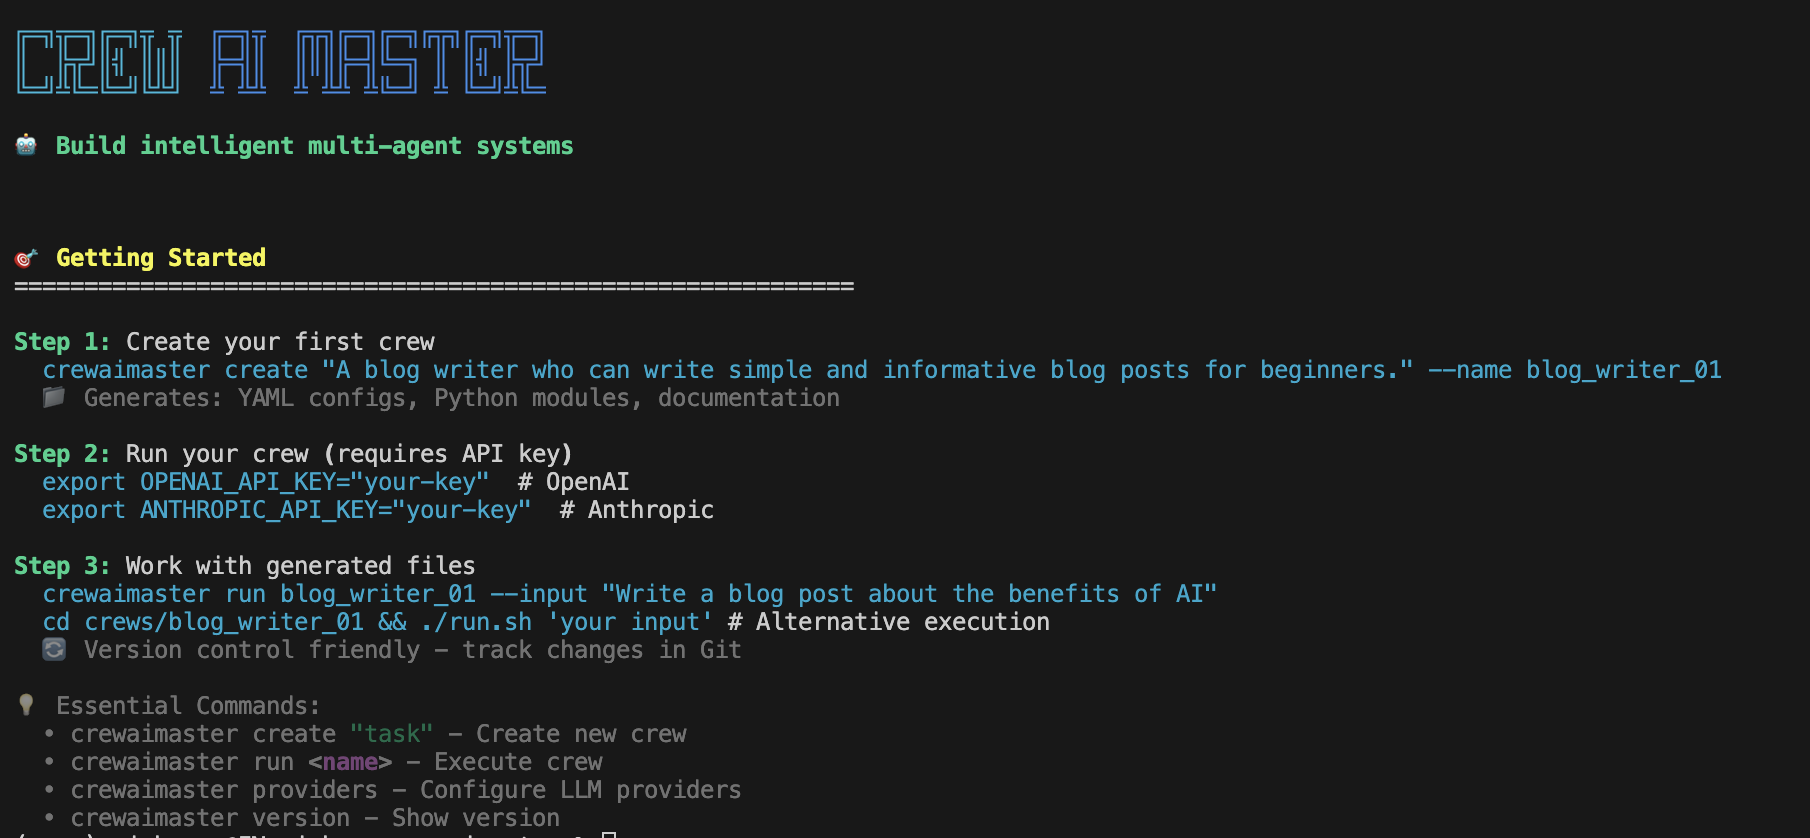 CREW AI MASTER
🤖 Build intelligent multi-agent systems
🎯 Getting Started
============================================================
Step 1: Create your first crew
crewaimaster create "A blog writer who can write simple and informative blog posts for beginners." --name blog_writer_01
📁 Generates: YAML configs, Python modules, documentation
Step 2: Run your crew (requires API key)
export OPENAI_API_KEY="your-key"  # OpenAI
export ANTHROPIC_API_KEY="your-key"  # Anthropic
Step 3: Work with generated files
crewaimaster run blog_writer_01 --input "Write a blog post about the benefits of AI"
cd crews/blog_writer_01 && ./run.sh 'your input' # Alternative execution
🔄 Version control friendly - track changes in Git
💡 Essential Commands:
• crewaimaster create "task" - Create new crew
• crewaimaster run <name> - Execute crew
• crewaimaster providers - Configure LLM providers
• crewaimaster version - Show version